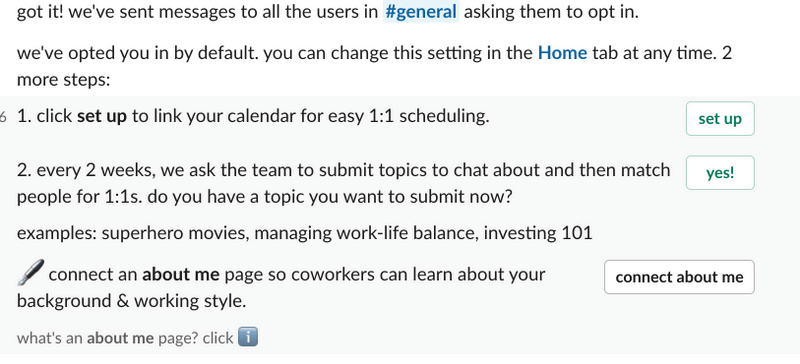 got it! we've sent messages to all the users in #general asking them to opt in.
we've opted you in by default. you can change this setting in the Home tab at any time. 2
more steps:
6 1. click set up to link your calendar for easy 1:1 scheduling. set up
2. every 2 weeks, we ask the team to submit topics to chat about and then match
people for 1:1s. do you have a topic you want to submit now? yes!
examples: superhero movies, managing work-life balance, investing 101
connect an about me page so coworkers can learn about your
background & working style. connect about me
what's an about me page? click ℹ️